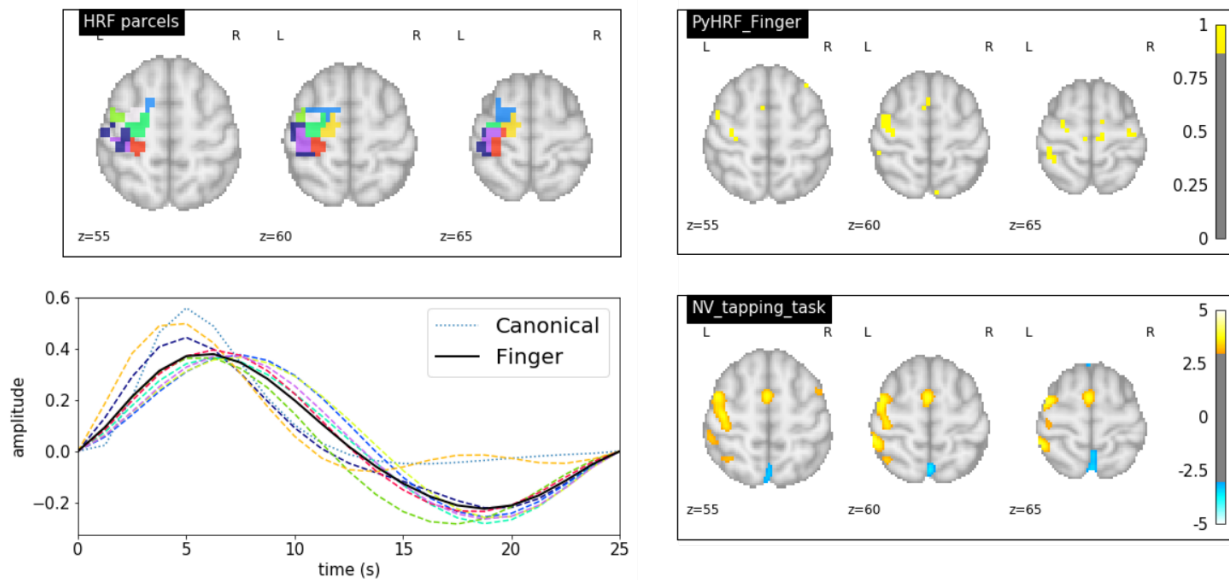 HRF parcels
L R L R L R
z=55 z=60 z=65
PyHRF_Finger
L R L R L R
z=55 z=60 z=65
1
0.75
0.5
0.25
0
0.6
0.4
0.2
0.0
−0.2
amplitude
Canonical
Finger
0 5 10 15 20 25
time (s)
NV_tapping_task
L R L R L R
z=55 z=60 z=65
5
2.5
0
-2.5
-5